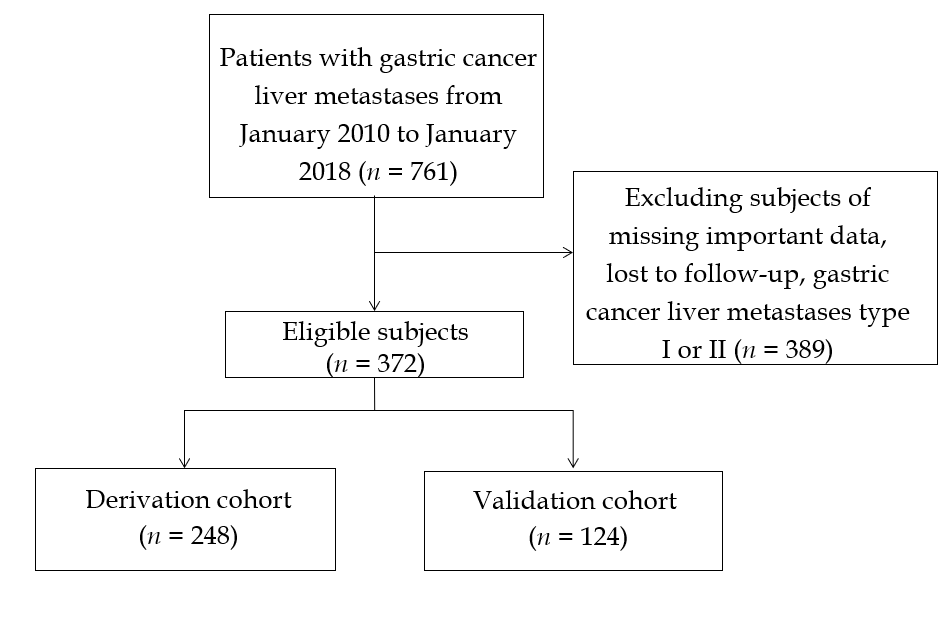 Patients with gastric cancer
liver metastases from
January 2010 to January
2018 (n = 761)
Excluding subjects of
missing important data,
lost to follow-up, gastric
cancer liver metastases type
I or II (n = 389)
Eligible subjects
(n = 372)
Derivation cohort
(n = 248)
Validation cohort
(n = 124)